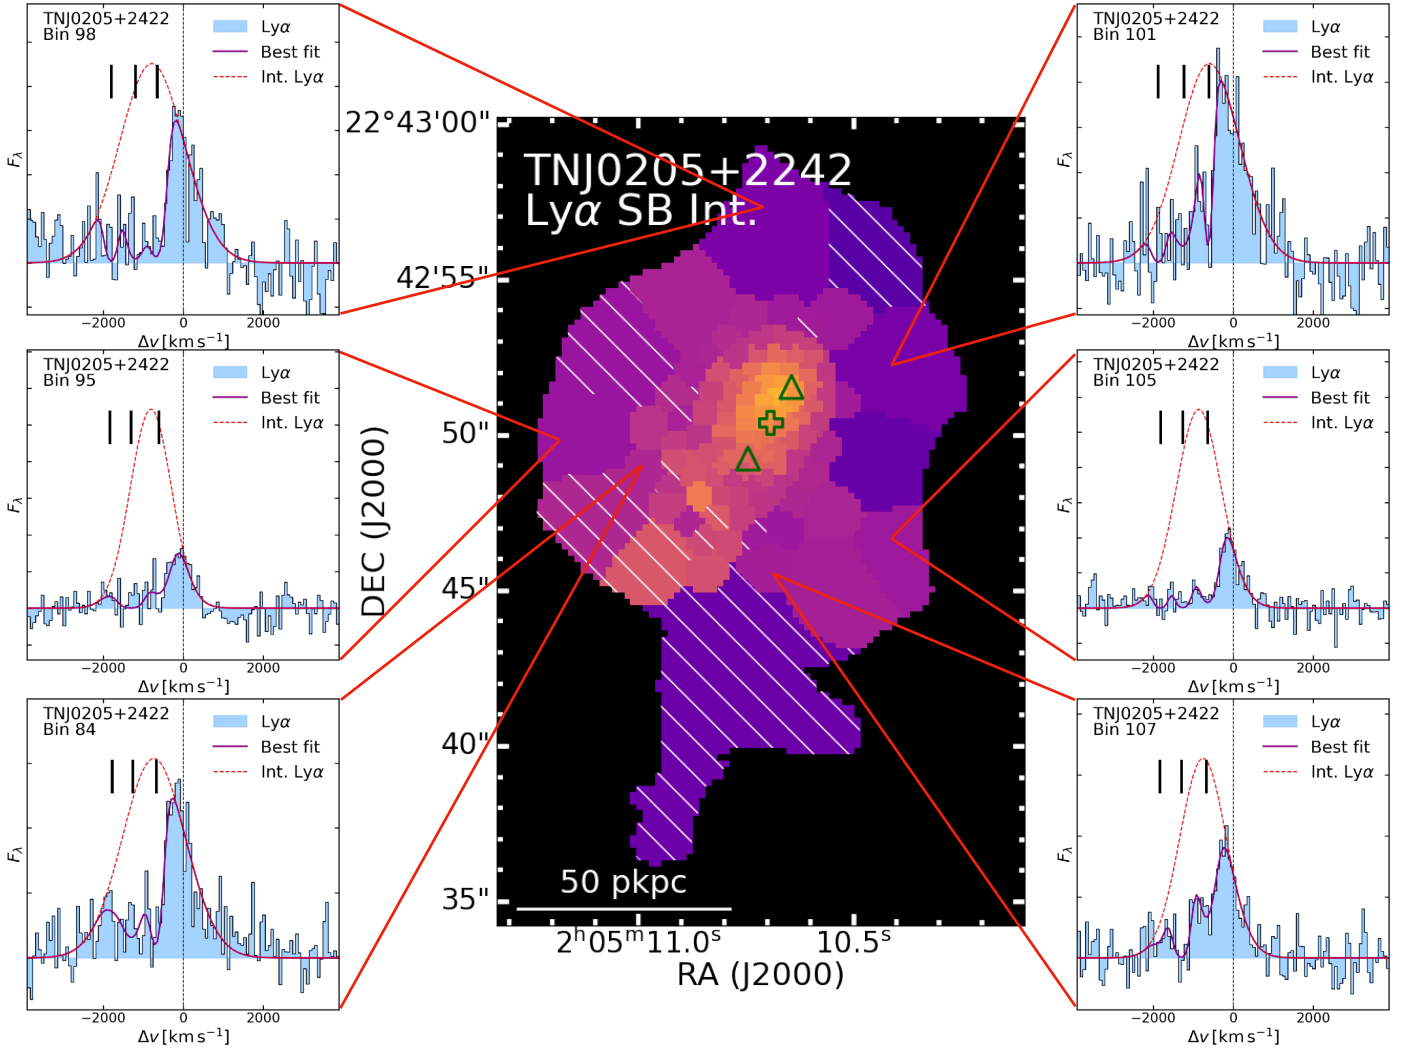 TNJ0205+2422
Bin 98
Lyα
Best fit
Int. Lyα
Fλ
−2000 0 2000
Δv [km s⁻¹]
TNJ0205+2422
Bin 95
Lyα
Best fit
Int. Lyα
Fλ
−2000 0 2000
Δv [km s⁻¹]
TNJ0205+2422
Bin 84
Lyα
Best fit
Int. Lyα
Fλ
−2000 0 2000
Δv [km s⁻¹]
TNJ0205+2242
Lyα SB Int.
22°43'00"
42'55"
50"
45"
40"
35"
DEC (J2000)
50 pkpc
2ʰ05ᵐ11.0ˢ 10.5ˢ
RA (J2000)
TNJ0205+2422
Bin 101
Lyα
Best fit
Int. Lyα
Fλ
−2000 0 2000
Δv [km s⁻¹]
TNJ0205+2422
Bin 105
Lyα
Best fit
Int. Lyα
Fλ
−2000 0 2000
Δv [km s⁻¹]
TNJ0205+2422
Bin 107
Lyα
Best fit
Int. Lyα
Fλ
−2000 0 2000
Δv [km s⁻¹]